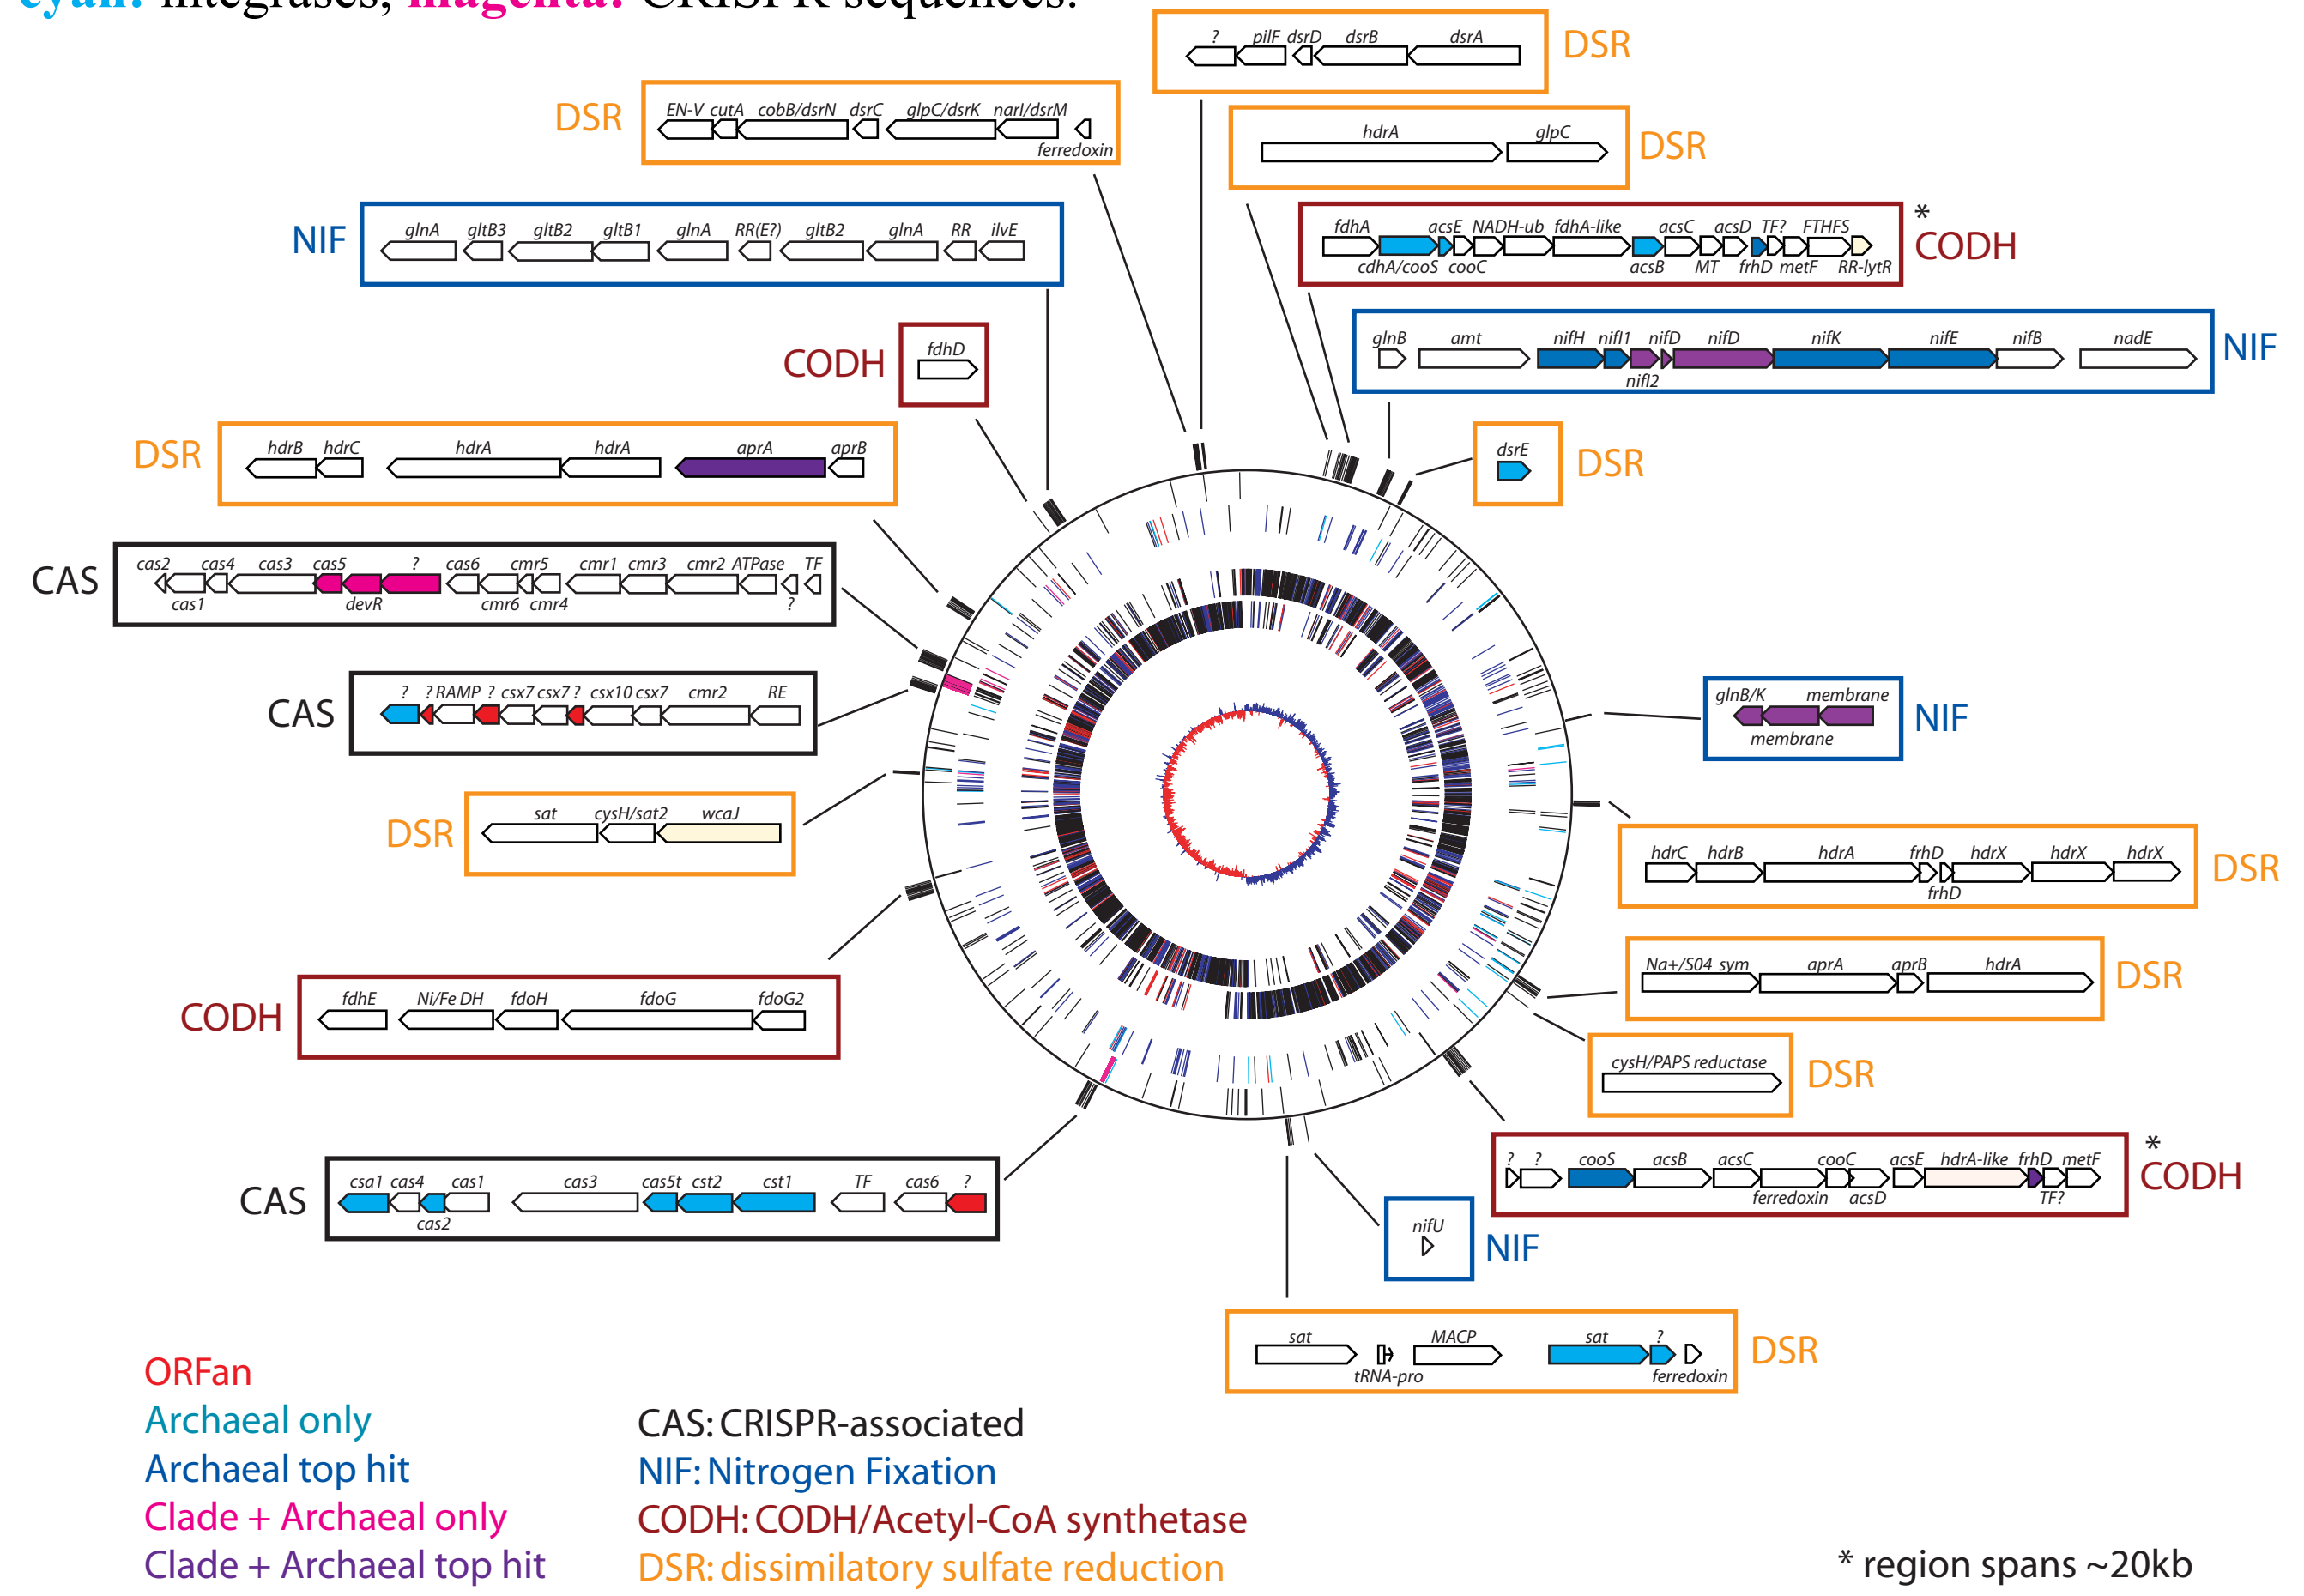 cyan: integrases; magenta: CRISPR sequences.
? pilF dsrD dsrB dsrA
DSR
DSR
EN-V cutA cobB/dsrN dsrC glpC/dsrK narI/dsrM
ferredoxin
hdrA glpC
DSR
NIF
glnA gltB3 gltB2 gltB1 glnA RR(E?) gltB2 glnA RR ilvE
fdhA acsE NADH-ub fdhA-like acsC acsD TF? FTHFS
cdhA/cooS cooC acsB MT frhD metF RR-lytR
*
CODH
CODH
fdhD
glnB amt nifH nifI1 nifD nifD nifK nifE nifB nadE
nifI2
NIF
DSR
hdrB hdrC hdrA hdrA aprA aprB
dsrE
DSR
CAS
cas2 cas4 cas3 cas5 ? cas6 cmr5 cmr1 cmr3 cmr2 ATPase TF
cas1 devR cmr6 cmr4 ?
CAS
? ? RAMP ? csx7 csx7 ? csx10 csx7 cmr2 RE
glnB/K membrane
membrane
NIF
DSR
sat cysH/sat2 wcaJ
hdrC hdrB hdrA frhD hdrX hdrX hdrX
frhD
DSR
CODH
fdhE Ni/Fe DH fdoH fdoG fdoG2
Na+/S04 sym aprA aprB hdrA
DSR
cysH/PAPS reductase
DSR
CAS
csa1 cas4 cas1 cas3 cas5t cst2 cst1 TF cas6 ?
cas2
? ? cooS acsB acsC cooC acsE hdrA-like frhD metF
ferredoxin acsD TF?
*
CODH
nifU
NIF
sat MACP sat ?
tRNA-pro ferredoxin
DSR
ORFan
Archaeal only
Archaeal top hit
Clade + Archaeal only
Clade + Archaeal top hit
CAS: CRISPR-associated
NIF: Nitrogen Fixation
CODH: CODH/Acetyl-CoA synthetase
DSR: dissimilatory sulfate reduction
* region spans ~20kb